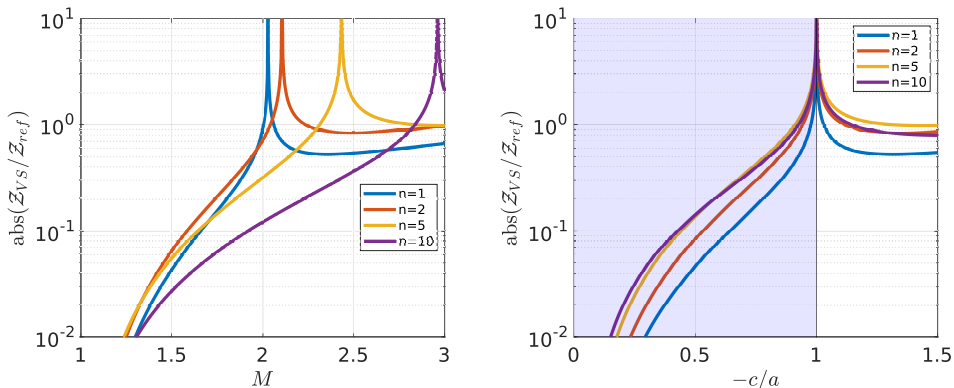 abs(𝒵_VS/𝒵_ref)
10^1
10^0
10^-1
10^-2
1
1.5
2
2.5
3
M
n=1
n=2
n=5
n=10
abs(𝒵_VS/𝒵_ref)
10^1
10^0
10^-1
10^-2
0
0.5
1
1.5
−c/a
n=1
n=2
n=5
n=10